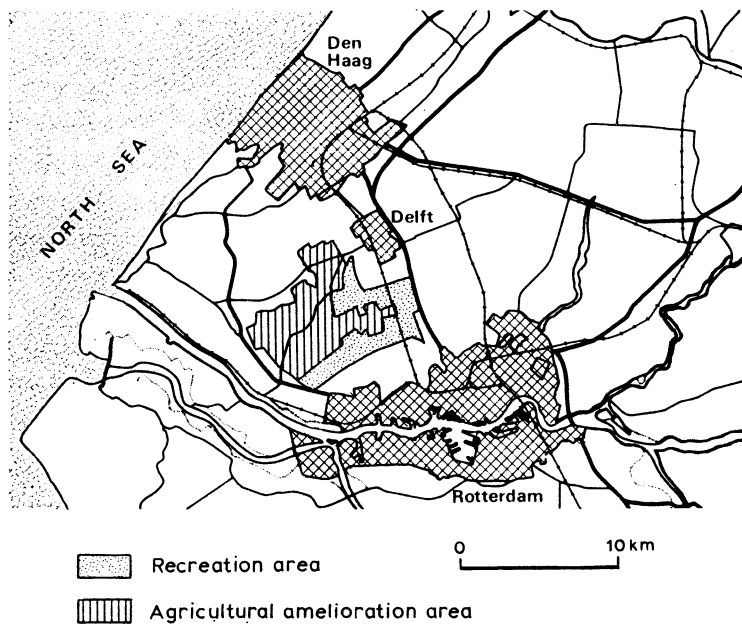 Den
Haag
NORTH SEA
Delft
Rotterdam
0 10 km
Recreation area
Agricultural amelioration area